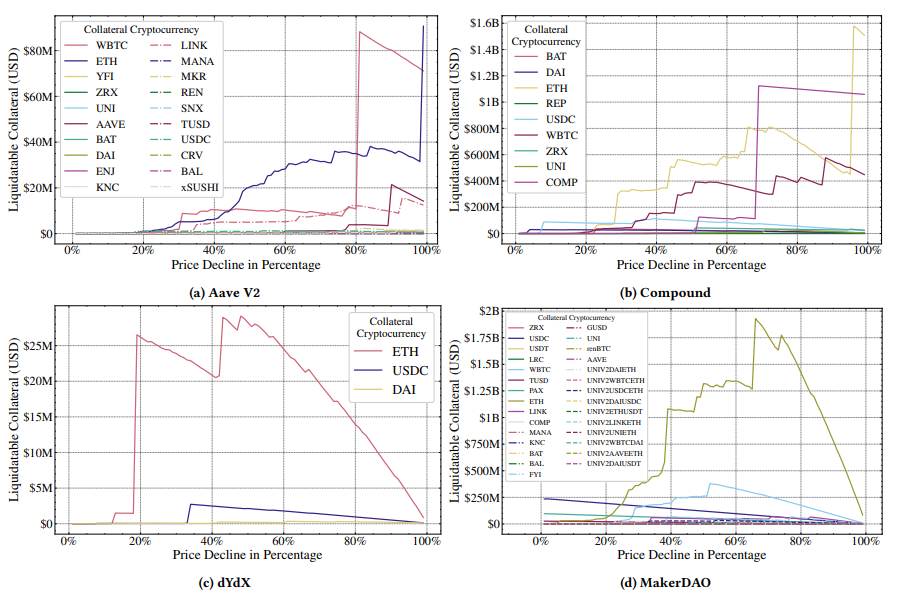 Liquidatable Collateral (USD)
$80M
$60M
$40M
$20M
$0
Collateral Cryptocurrency
WBTC LINK
ETH MANA
YFI MKR
ZRX REN
UNI SNX
AAVE TUSD
BAT USDC
DAI CRV
ENJ BAL
KNC xSUSHI
0% 20% 40% 60% 80% 100%
Price Decline in Percentage
(a) Aave V2
Liquidatable Collateral (USD)
$1.6B
$1.4B
$1.2B
$1B
$800M
$600M
$400M
$200M
$0
Collateral
Cryptocurrency
BAT
DAI
ETH
REP
USDC
WBTC
ZRX
UNI
COMP
0% 20% 40% 60% 80% 100%
Price Decline in Percentage
(b) Compound
Liquidatable Collateral (USD)
$25M
$20M
$15M
$10M
$5M
$0
Collateral
Cryptocurrency
ETH
USDC
DAI
0% 20% 40% 60% 80% 100%
Price Decline in Percentage
(c) dYdX
Liquidatable Collateral (USD)
$2B
$1.75B
$1.5B
$1.25B
$1B
$750M
$500M
$250M
$0
Collateral Cryptocurrency
ZRX GUSD
USDC UNI
USDT renBTC
LRC AAVE
WBTC UNIV2DAIETH
TUSD UNIV2WBTCETH
PAX UNIV2USDCETH
ETH UNIV2DAIUSDC
LINK UNIV2ETHUSDT
COMP UNIV2LINKETH
MANA UNIV2UNIETH
KNC UNIV2WBTCDAI
BAT UNIV2AAVEETH
BAL UNIV2DAIUSDT
FYI
0% 20% 40% 60% 80% 100%
Price Decline in Percentage
(d) MakerDAO